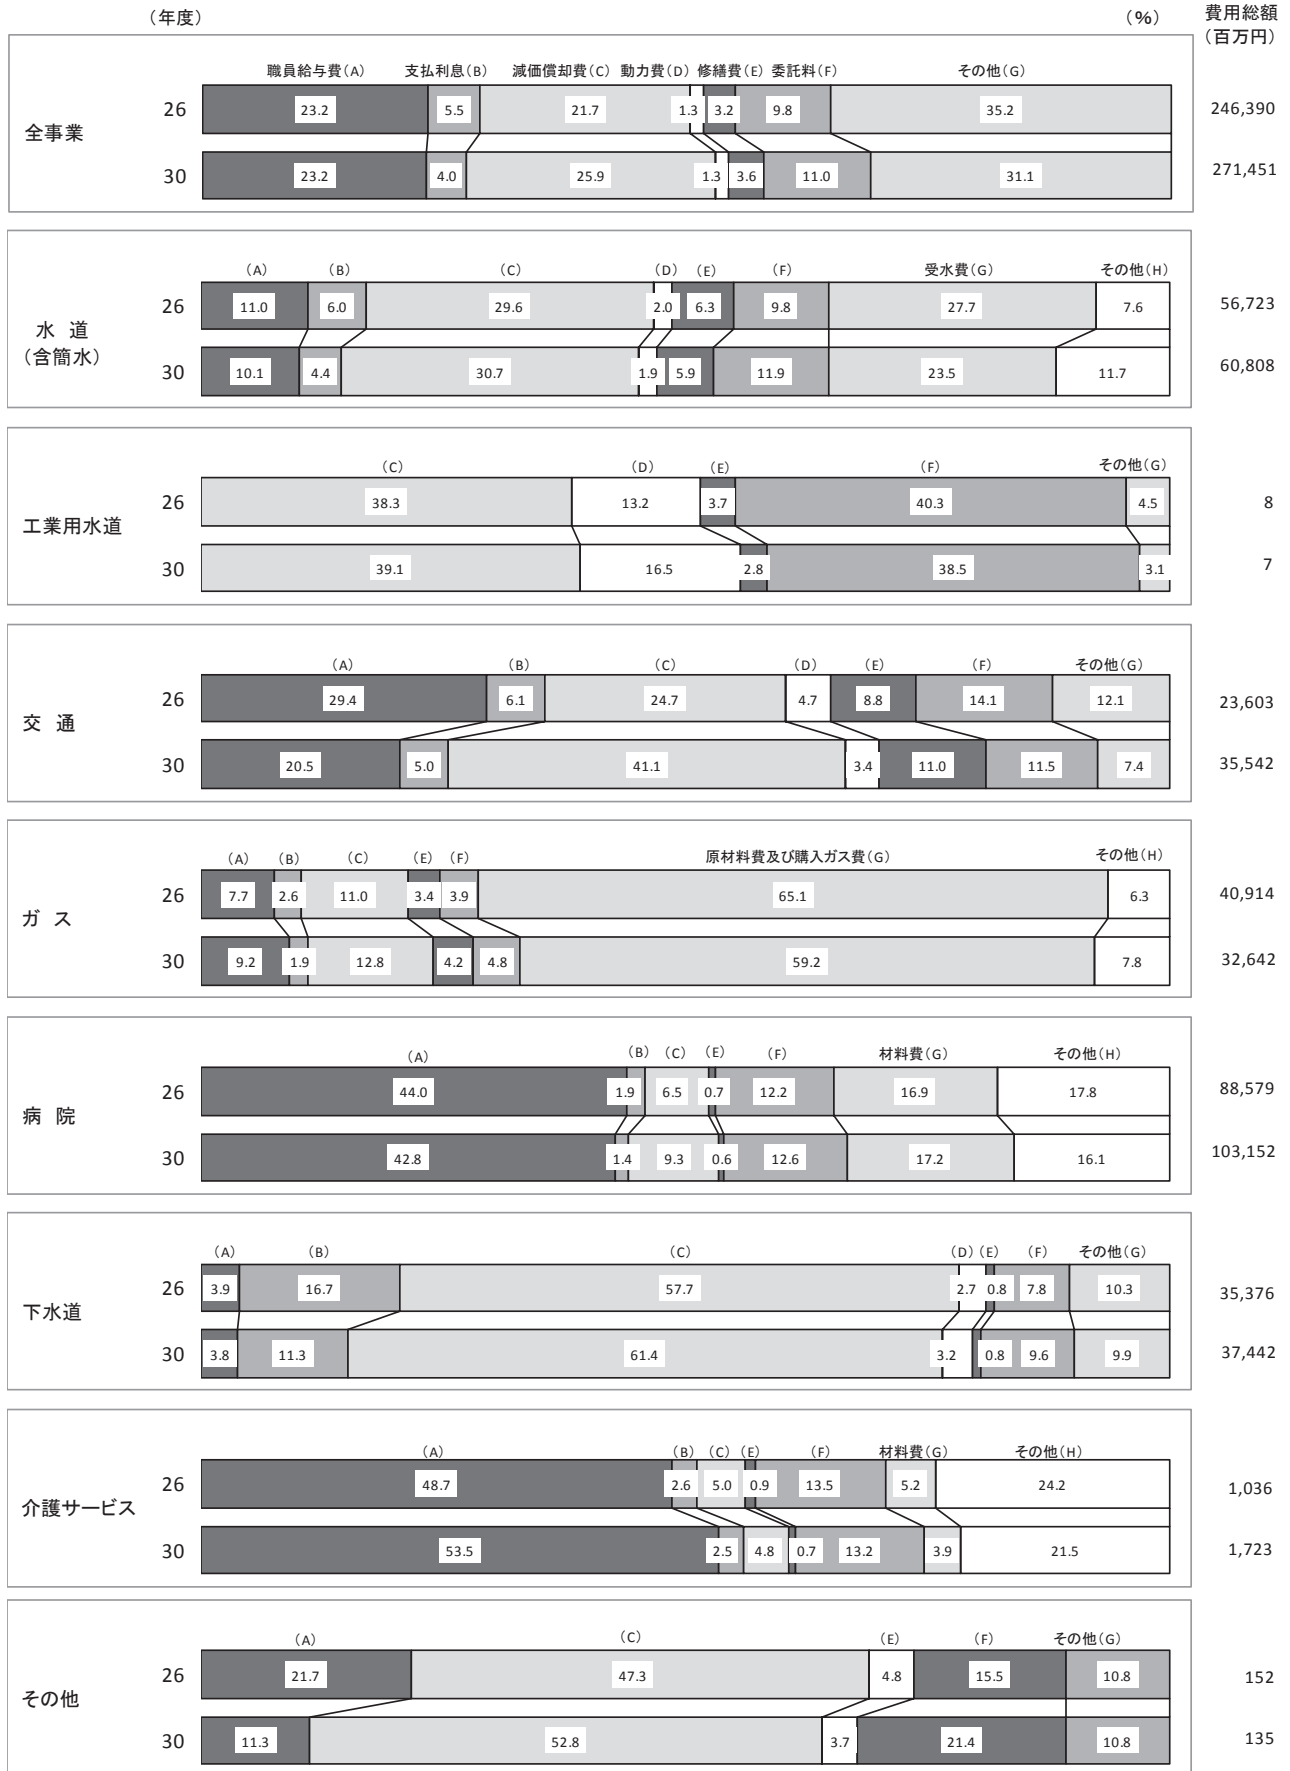 （年度）
（％）
費用総額
（百万円）
職員給与費（A） 支払利息（B） 減価償却費（C） 動力費（D） 修繕費（E） 委託料（F） その他（G）
全事業
26 23.2 5.5 21.7 1.3 3.2 9.8 35.2 246,390
30 23.2 4.0 25.9 1.3 3.6 11.0 31.1 271,451
（A） （B） （C） （D） （E） （F） 受水費（G） その他（H）
水 道
（含簡水）
26 11.0 6.0 29.6 2.0 6.3 9.8 27.7 7.6 56,723
30 10.1 4.4 30.7 1.9 5.9 11.9 23.5 11.7 60,808
（C） （D） （E） （F） その他（G）
工業用水道
26 38.3 13.2 3.7 40.3 4.5 8
30 39.1 16.5 2.8 38.5 3.1 7
（A） （B） （C） （D） （E） （F） その他（G）
交 通
26 29.4 6.1 24.7 4.7 8.8 14.1 12.1 23,603
30 20.5 5.0 41.1 3.4 11.0 11.5 7.4 35,542
（A） （B） （C） （E） （F） 原材料費及び購入ガス費（G） その他（H）
ガ ス
26 7.7 2.6 11.0 3.4 3.9 65.1 6.3 40,914
30 9.2 1.9 12.8 4.2 4.8 59.2 7.8 32,642
（A） （B） （C） （E） （F） 材料費（G） その他（H）
病 院
26 44.0 1.9 6.5 0.7 12.2 16.9 17.8 88,579
30 42.8 1.4 9.3 0.6 12.6 17.2 16.1 103,152
（A） （B） （C） （D） （E） （F） その他（G）
下水道
26 3.9 16.7 57.7 2.7 0.8 7.8 10.3 35,376
30 3.8 11.3 61.4 3.2 0.8 9.6 9.9 37,442
（A） （B） （C） （E） （F） 材料費（G） その他（H）
介護サービス
26 48.7 2.6 5.0 0.9 13.5 5.2 24.2 1,036
30 53.5 2.5 4.8 0.7 13.2 3.9 21.5 1,723
（A） （C） （E） （F） その他（G）
その他
26 21.7 47.3 4.8 15.5 10.8 152
30 11.3 52.8 3.7 21.4 10.8 135